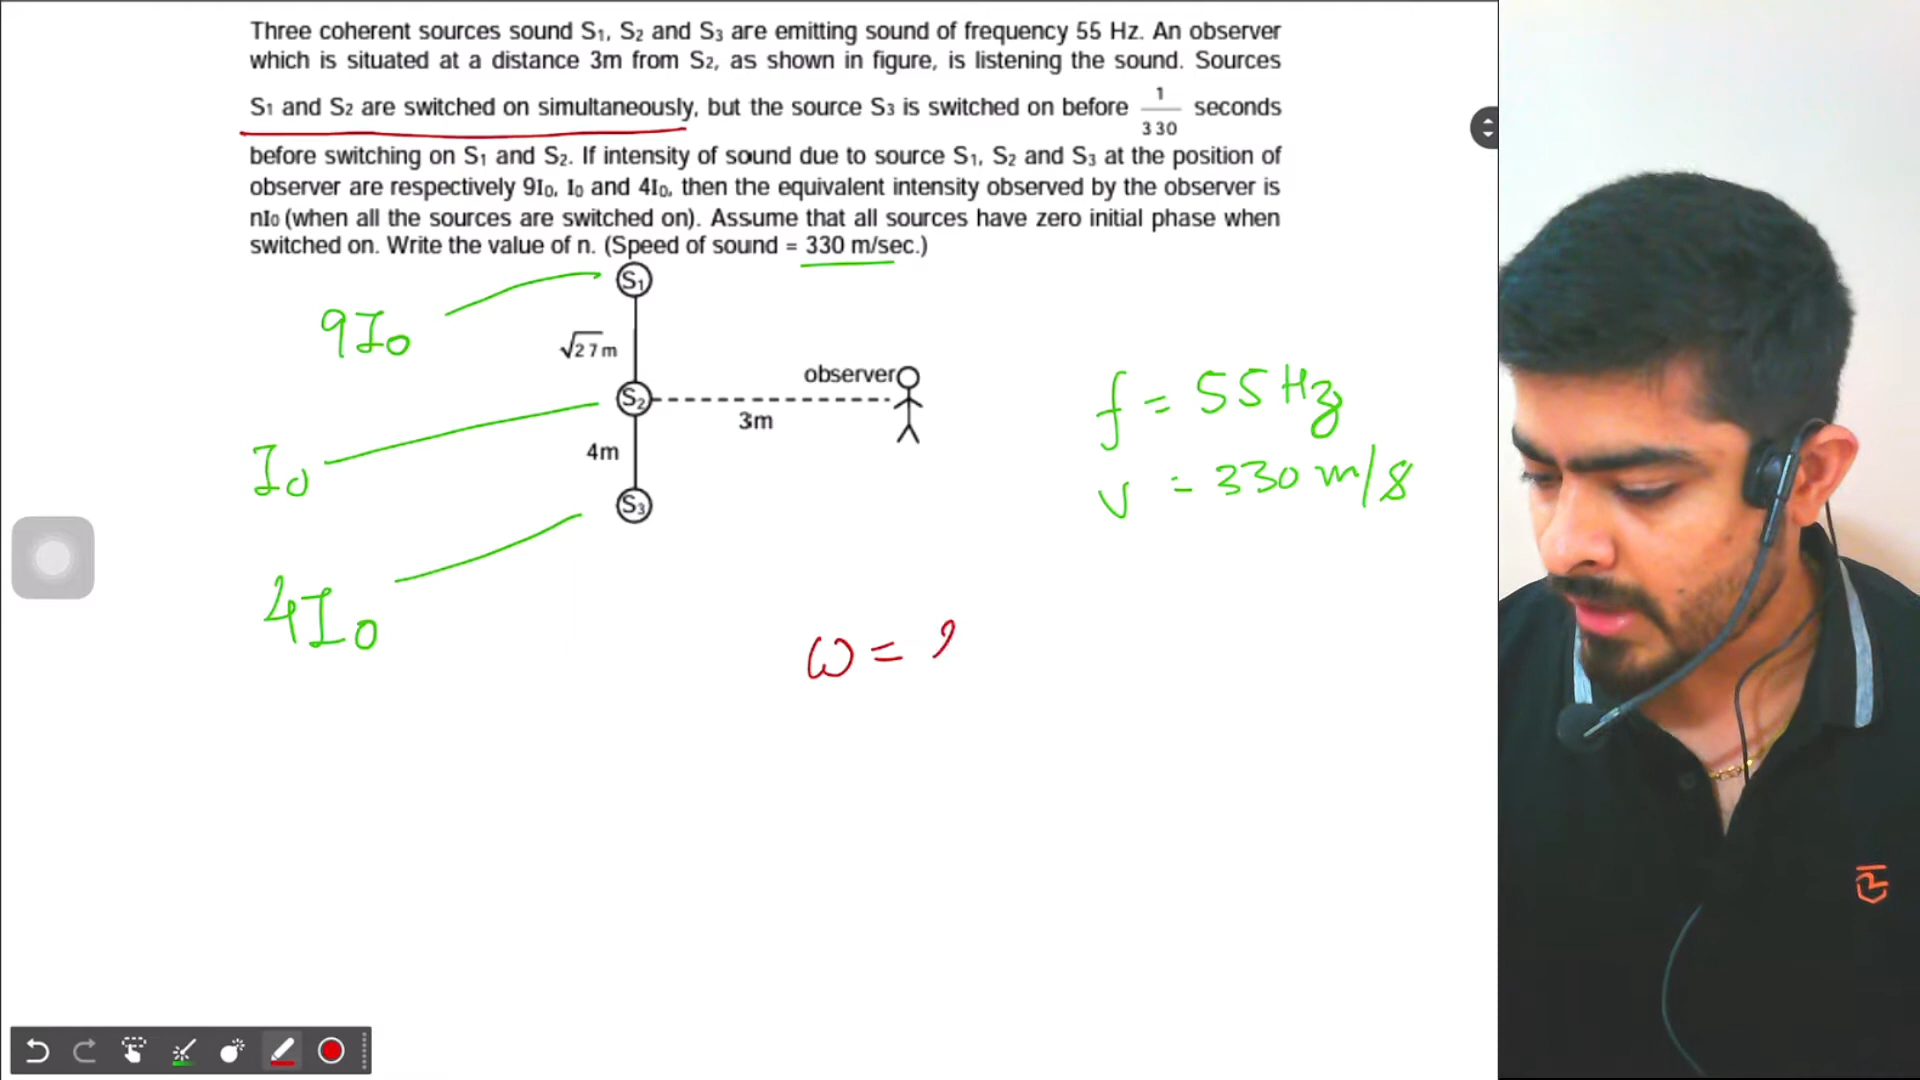 Three coherent sources sound S1, S2 and S3 are emitting sound of frequency 55 Hz. An observer
which is situated at a distance 3m from S2, as shown in figure, is listening the sound. Sources
S1 and S2 are switched on simultaneously, but the source S3 is switched on before 1/330 seconds
before switching on S1 and S2. If intensity of sound due to source S1, S2 and S3 at the position of
observer are respectively 9I0, I0 and 4I0, then the equivalent intensity observed by the observer is
nI0 (when all the sources are switched on). Assume that all sources have zero initial phase when
switched on. Write the value of n. (Speed of sound = 330 m/sec.)
S1
9I0
√27m
observer
S2
3m
f = 55Hz
4m
I0
v = 330 m/s
S3
4I0
ω =